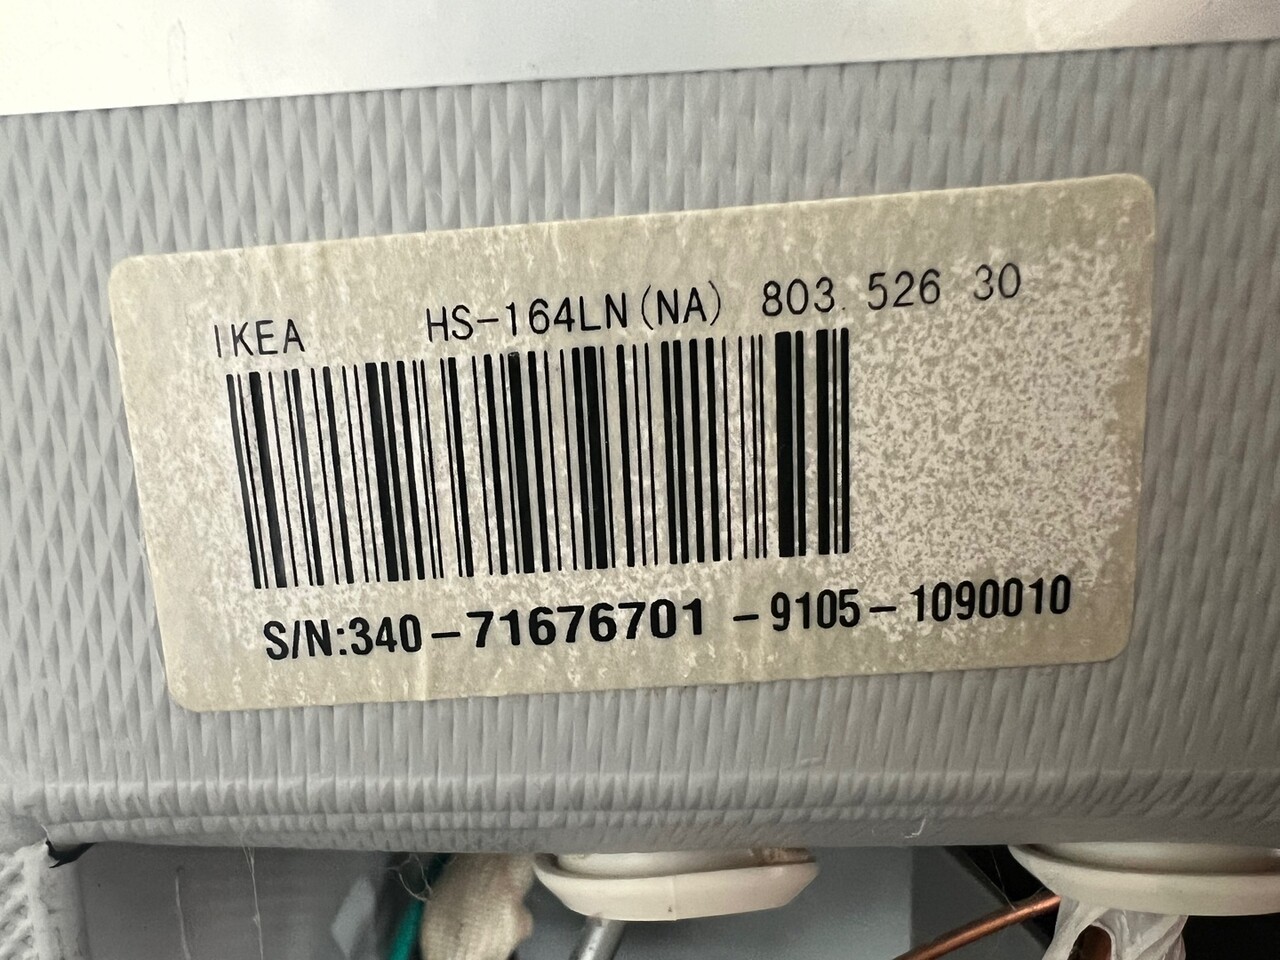 IKEA HS-164LN(NA) 803. 526 30
S/N:340-71676701-9105-1090010